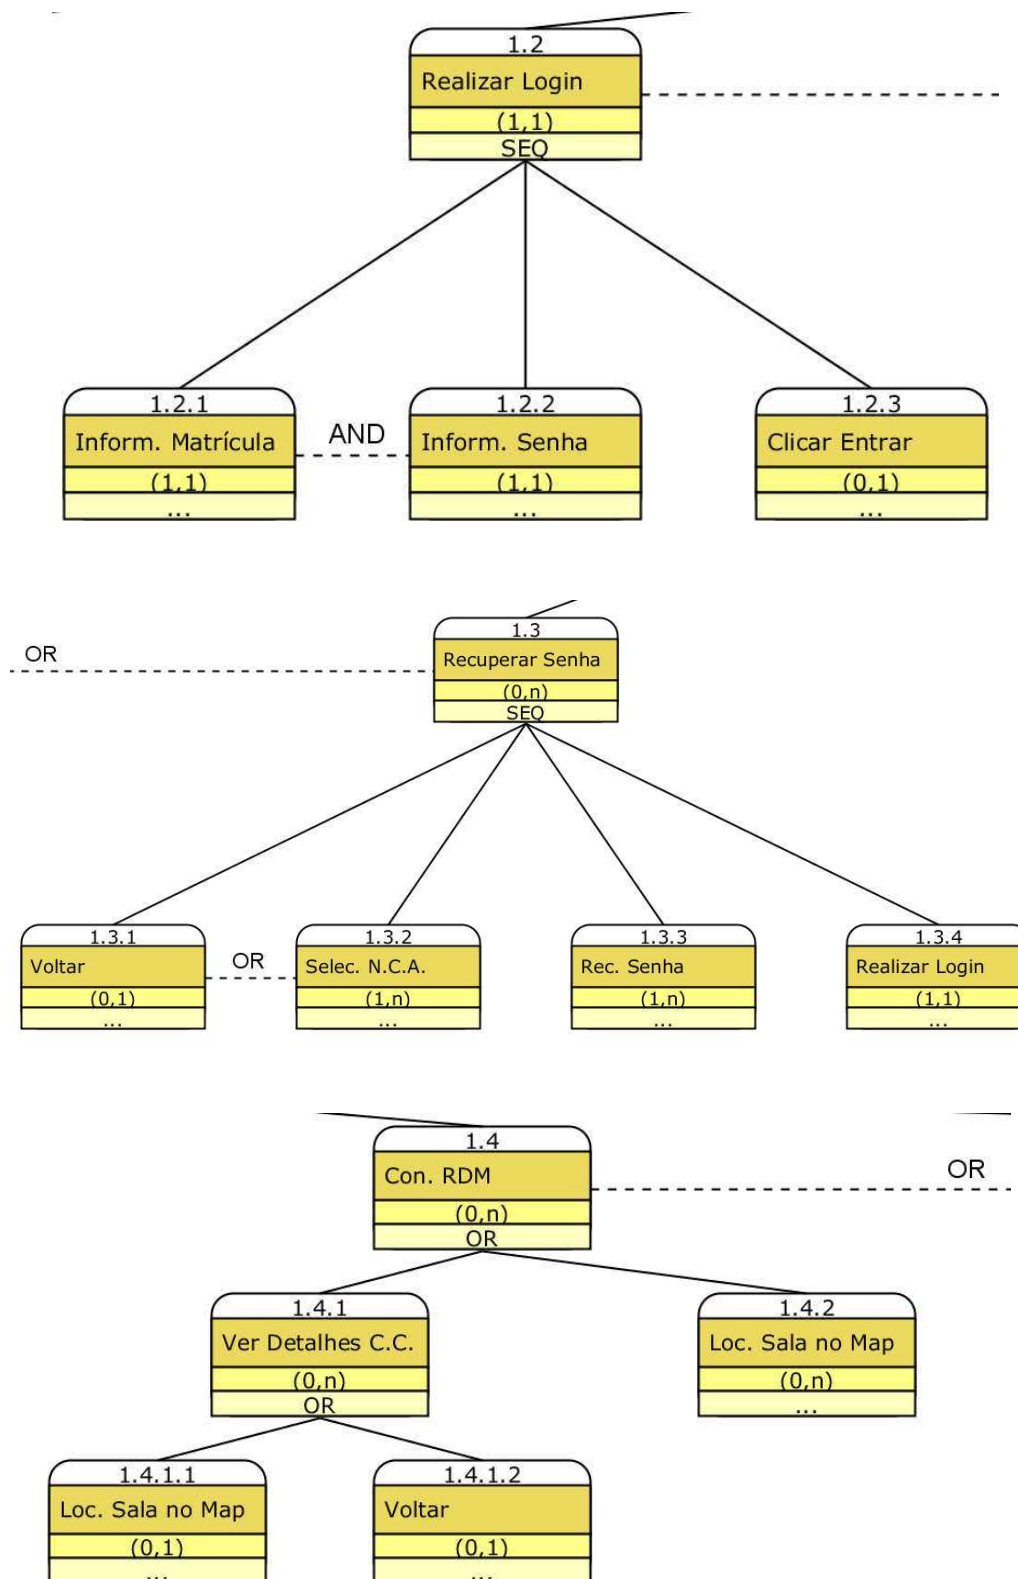 1.2
Realizar Login
(1,1)
SEQ
1.2.1
Inform. Matrícula
(1,1)
...
AND
1.2.2
Inform. Senha
(1,1)
...
1.2.3
Clicar Entrar
(0,1)
...
OR
1.3
Recuperar Senha
(0,n)
SEQ
1.3.1
Voltar
(0,1)
...
OR
1.3.2
Selec. N.C.A.
(1,n)
...
1.3.3
Rec. Senha
(1,n)
...
1.3.4
Realizar Login
(1,1)
...
1.4
Con. RDM
(0,n)
OR
OR
1.4.1
Ver Detalhes C.C.
(0,n)
OR
1.4.2
Loc. Sala no Map
(0,n)
...
1.4.1.1
Loc. Sala no Map
(0,1)
...
1.4.1.2
Voltar
(0,1)
...